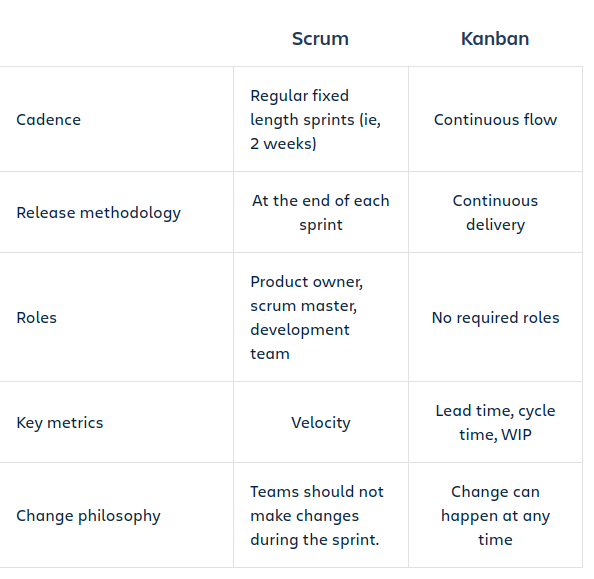 Scrum Kanban
Cadence
Regular fixed
length sprints (ie,
2 weeks)
Continuous flow
Release methodology
At the end of each
sprint
Continuous
delivery
Roles
Product owner,
scrum master,
development
team
No required roles
Key metrics
Velocity
Lead time, cycle
time, WIP
Change philosophy
Teams should not
make changes
during the sprint.
Change can
happen at any
time